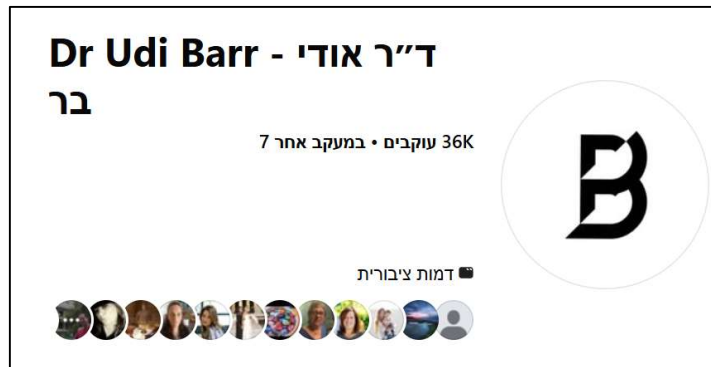 Dr Udi Barr - ד״ר אודי
בר
36K עוקבים • במעקב אחר 7
דמות ציבורית
B